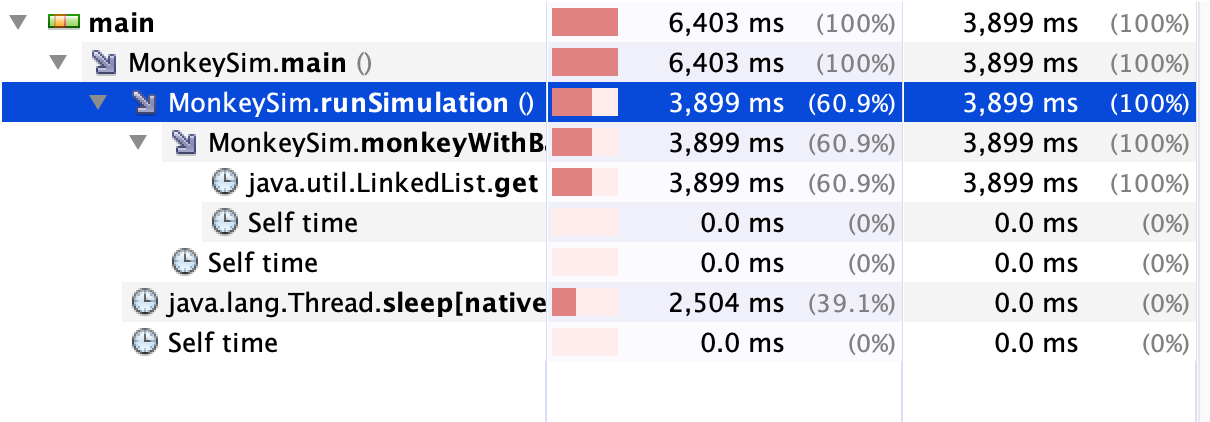 main 6,403 ms (100%) 3,899 ms (100%)
MonkeySim.main () 6,403 ms (100%) 3,899 ms (100%)
MonkeySim.runSimulation () 3,899 ms (60.9%) 3,899 ms (100%)
MonkeySim.monkeyWithBa 3,899 ms (60.9%) 3,899 ms (100%)
java.util.LinkedList.get 3,899 ms (60.9%) 3,899 ms (100%)
Self time 0.0 ms (0%) 0.0 ms (0%)
Self time 0.0 ms (0%) 0.0 ms (0%)
java.lang.Thread.sleep[native 2,504 ms (39.1%) 0.0 ms (0%)
Self time 0.0 ms (0%) 0.0 ms (0%)